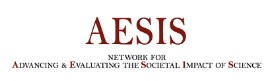 AESIS
NETWORK FOR
ADVANCING & EVALUATING THE SOCIETAL IMPACT OF SCIENCE